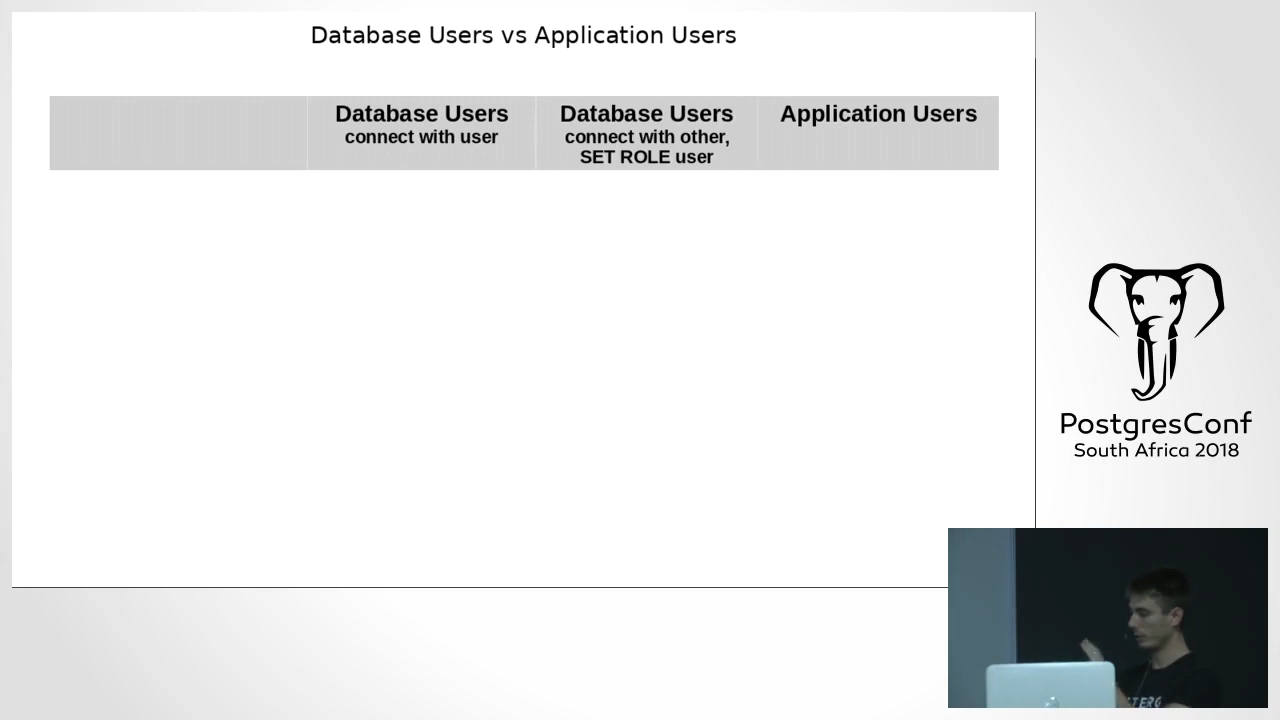 Database Users vs Application Users
Database Users
connect with user
Database Users
connect with other,
SET ROLE user
Application Users
PostgresConf
South Africa 2018